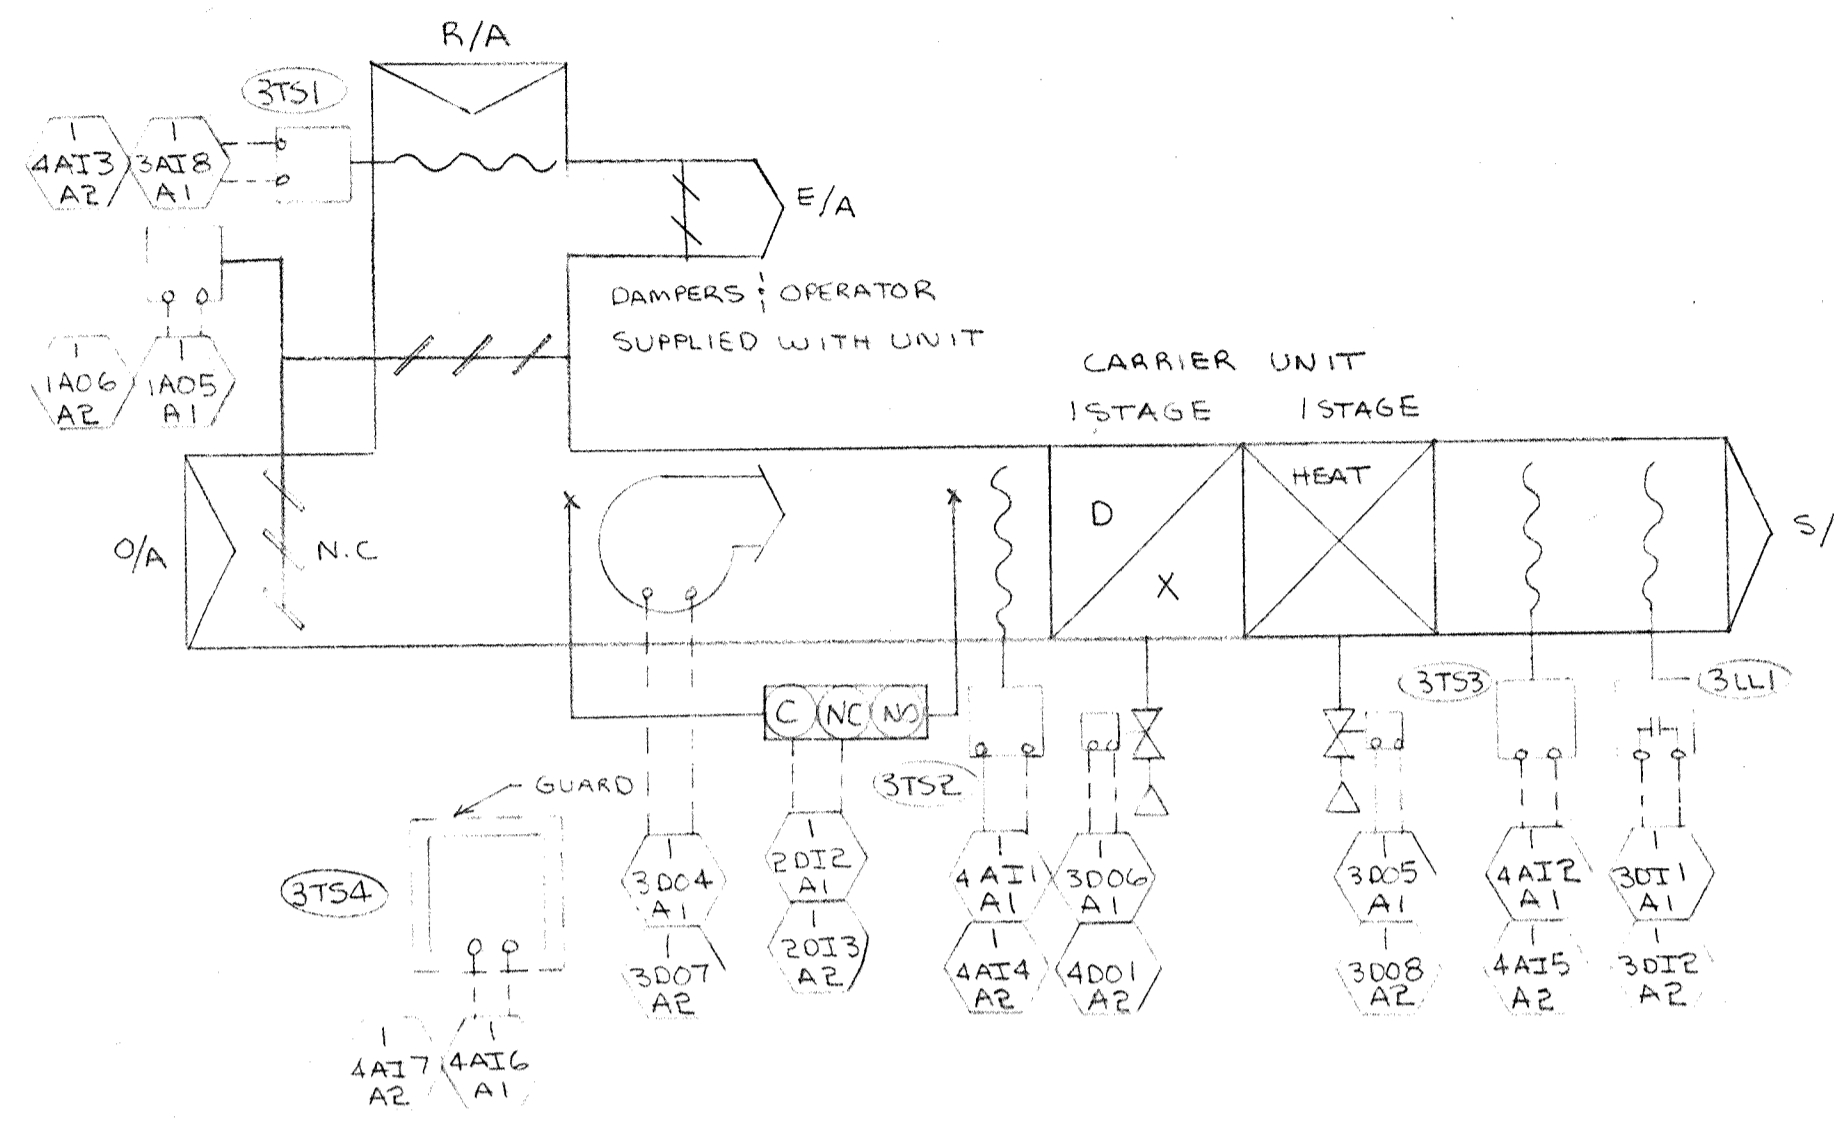 R/A
3TS1
1
4AI3
A2
1
3AI8
A1
E/A
DAMPERS & OPERATOR
SUPPLIED WITH UNIT
1
1AO6
A2
1
1AO5
A1
CARRIER UNIT
1 STAGE
1 STAGE
HEAT
O/A
N.C
D
X
S/
C
NC
NO
3TS2
3TS3
3LL1
GUARD
3TS4
1
3DO4
A1
1
3DO7
A2
1
2DI2
A1
1
2DI3
A2
1
4AI1
A1
1
4AI4
A2
1
3DO6
A1
1
4DO1
A2
1
3DO5
A1
1
3DO8
A2
1
4AI2
A1
1
4AI5
A2
1
3DI1
A1
1
3DI2
A2
1
4AI7
A2
1
4AI6
A1